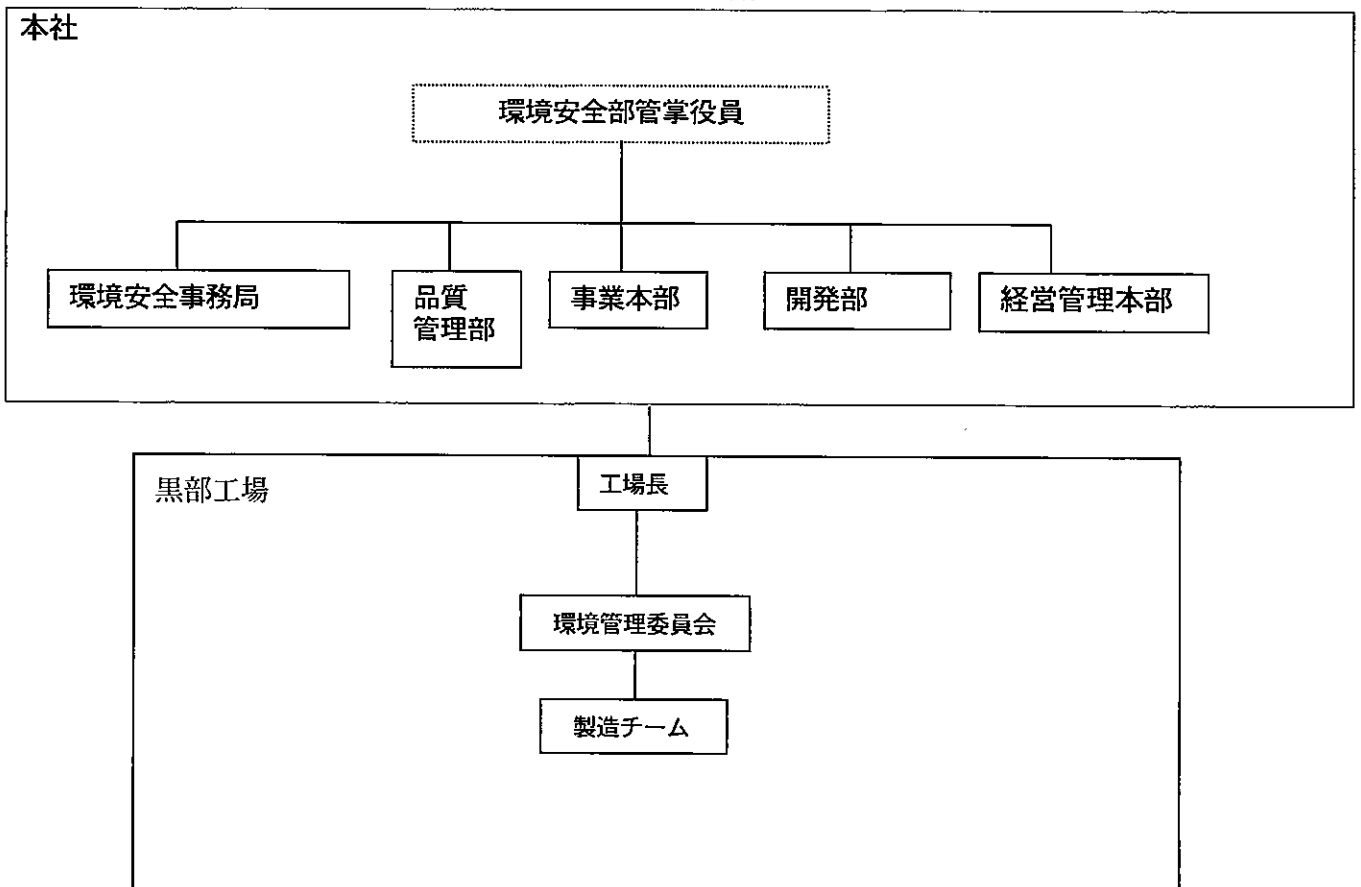 本社
環境安全部管掌役員
環境安全事務局
品質
管理部
事業本部
開発部
経営管理本部
黒部工場
工場長
環境管理委員会
製造チーム